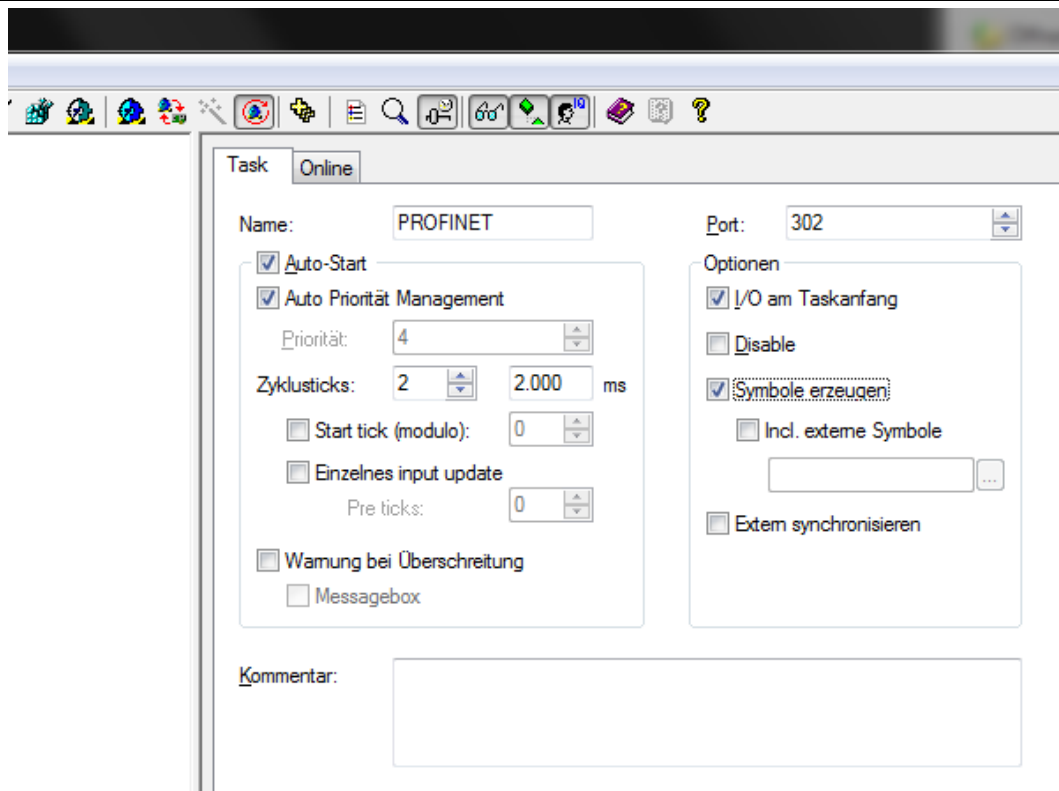 Task
Online
Name: PROFINET
Port: 302
Auto-Start
Auto Priorität Management
Priorität: 4
Zyklusticks: 2 2.000 ms
Start tick (modulo): 0
Einzelnes input update
Pre ticks: 0
Warnung bei Überschreitung
Messagebox
Optionen
I/O am Taskanfang
Disable
Symbole erzeugen
Incl. externe Symbole
...
Extern synchronisieren
Kommentar: